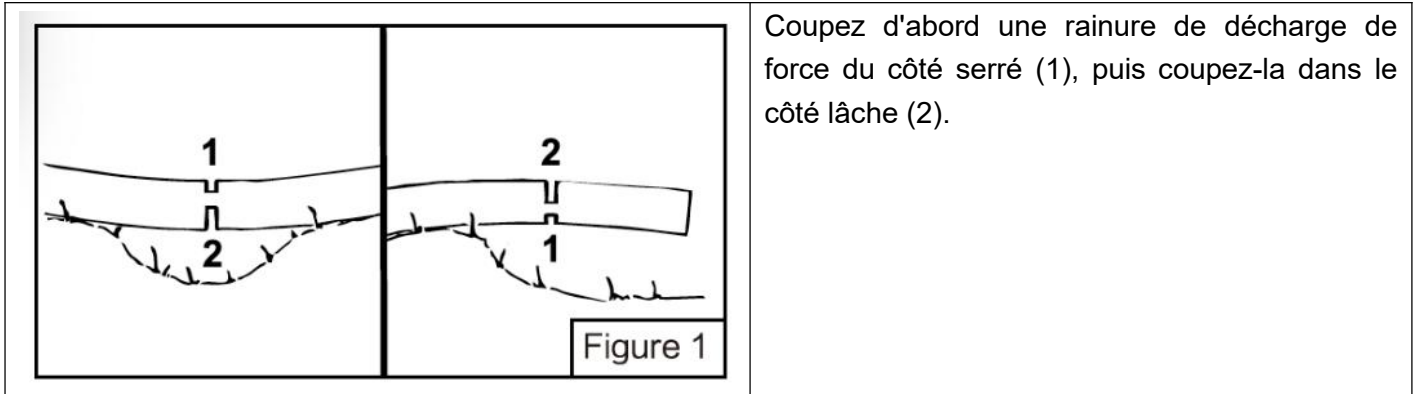 1
2
2
1
Figure 1
Coupez d'abord une rainure de décharge de
force du côté serré (1), puis coupez-la dans le
côté lâche (2).